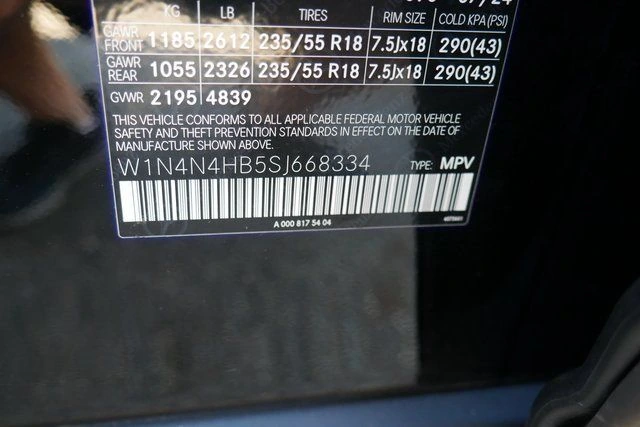 KG LB TIRES RIM SIZE COLD KPA(PSI)
GAWR FRONT 1185 2612 235/55 R18 7.5Jx18 290(43)
GAWR REAR 1055 2326 235/55 R18 7.5Jx18 290(43)
GVWR 2195 4839
THIS VEHICLE CONFORMS TO ALL APPLICABLE FEDERAL MOTOR VEHICLE
SAFETY AND THEFT PREVENTION STANDARDS IN EFFECT ON THE DATE OF
MANUFACTURE SHOWN ABOVE.
W1N4N4HB5SJ668334 TYPE: MPV
A 000 817 54 04